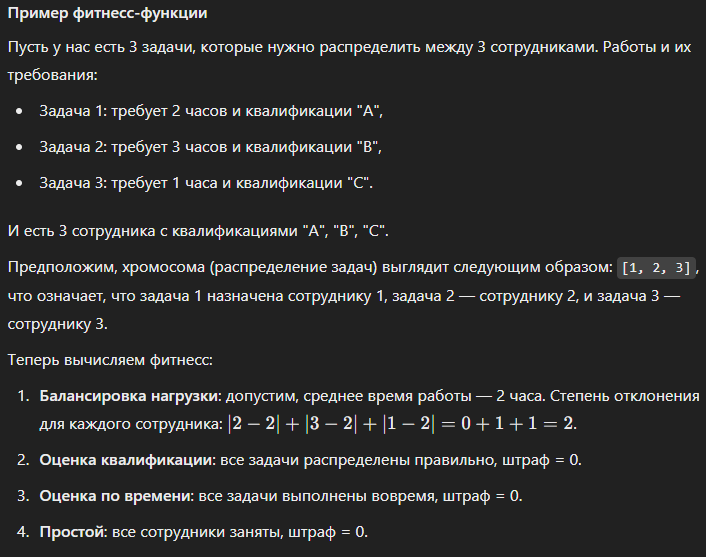 Пример фитнесс-функции
Пусть у нас есть 3 задачи, которые нужно распределить между 3 сотрудниками. Работы и их
требования:
• Задача 1: требует 2 часов и квалификации "A",
• Задача 2: требует 3 часов и квалификации "B",
• Задача 3: требует 1 часа и квалификации "C".
И есть 3 сотрудника с квалификациями "A", "B", "C".
Предположим, хромосома (распределение задач) выглядит следующим образом: [1, 2, 3],
что означает, что задача 1 назначена сотруднику 1, задача 2 — сотруднику 2, и задача 3 —
сотруднику 3.
Теперь вычисляем фитнесс:
1. Балансировка нагрузки: допустим, среднее время работы — 2 часа. Степень отклонения
для каждого сотрудника: |2 − 2| + |3 − 2| + |1 − 2| = 0 + 1 + 1 = 2.
2. Оценка квалификации: все задачи распределены правильно, штраф = 0.
3. Оценка по времени: все задачи выполнены вовремя, штраф = 0.
4. Простой: все сотрудники заняты, штраф = 0.